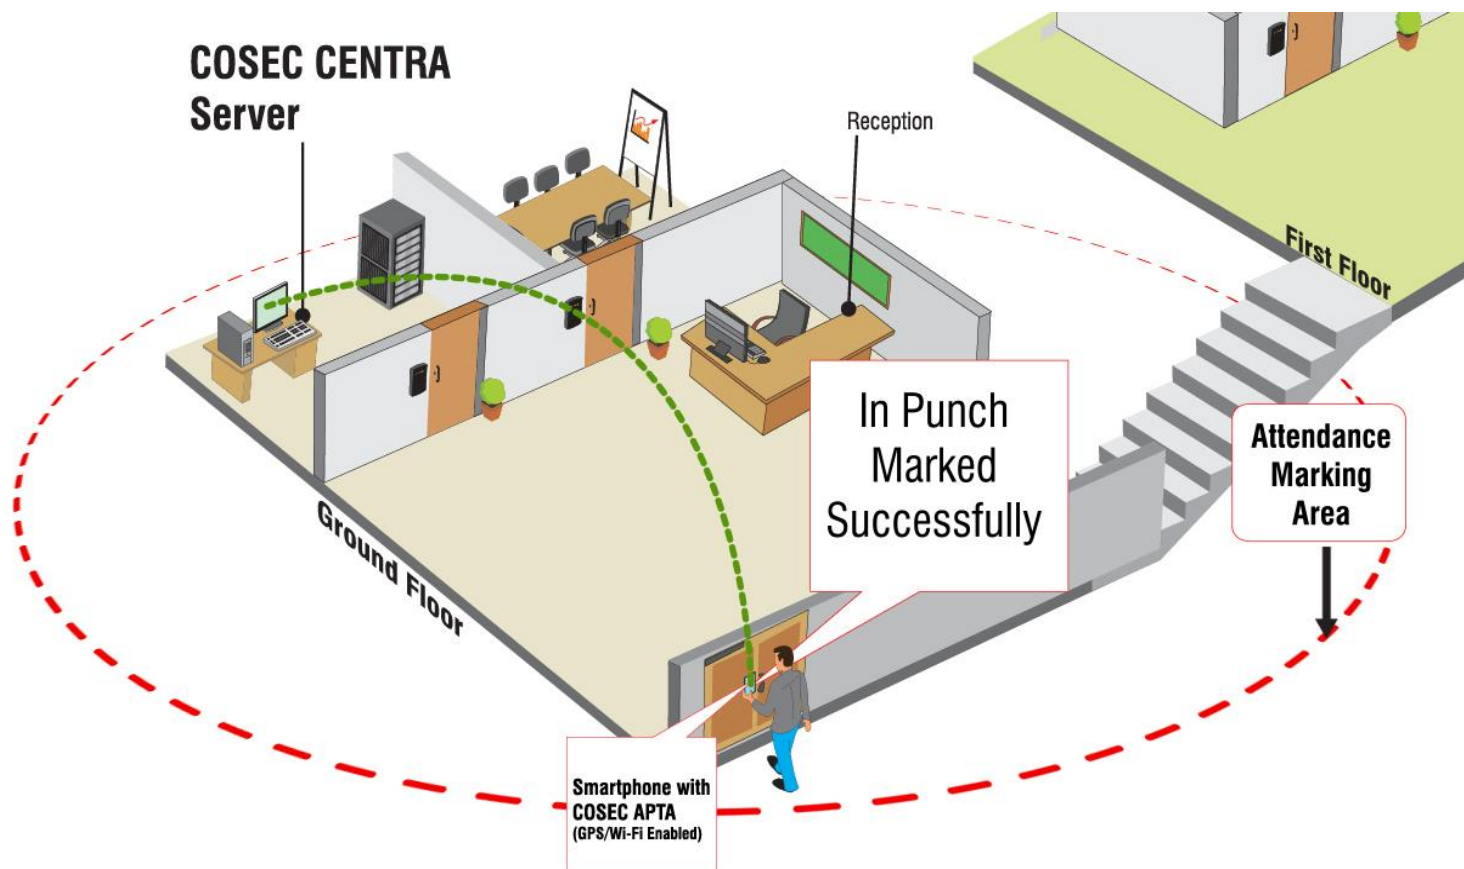 COSEC CENTRA
Server
Reception
First Floor
In Punch
Marked
Successfully
Attendance
Marking
Area
Ground Floor
Smartphone with
COSEC APTA
(GPS/Wi-Fi Enabled)